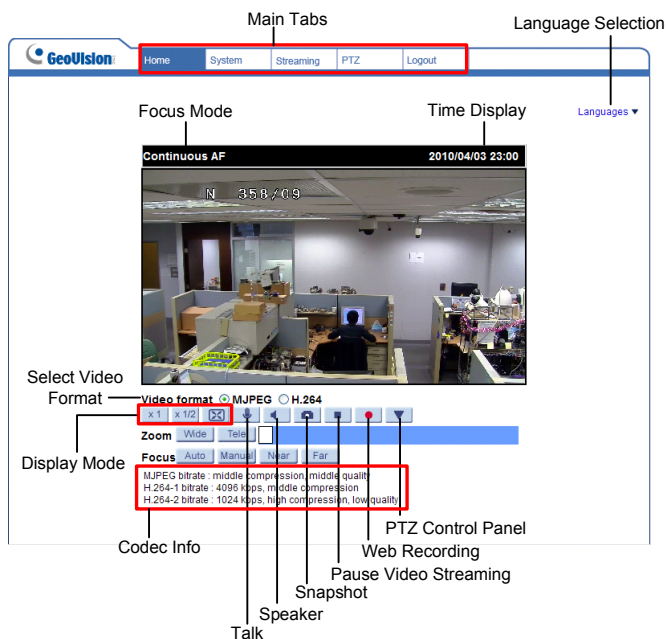 Main Tabs
Language Selection
GeoVision
Home System Streaming PTZ Logout
Languages
Focus Mode
Time Display
Continuous AF 2010/04/03 23:00
N 358/09
Select Video
Format
Video format MJPEG H.264
x 1 x 1/2
Zoom Wide Tele
Display Mode
Focus Auto Manual Near Far
MJPEG bitrate : middle compression, middle quality
H.264-1 bitrate : 4096 kbps, middle compression
H.264-2 bitrate : 1024 kbps, high compression, low quality
PTZ Control Panel
Codec Info
Web Recording
Pause Video Streaming
Snapshot
Speaker
Talk